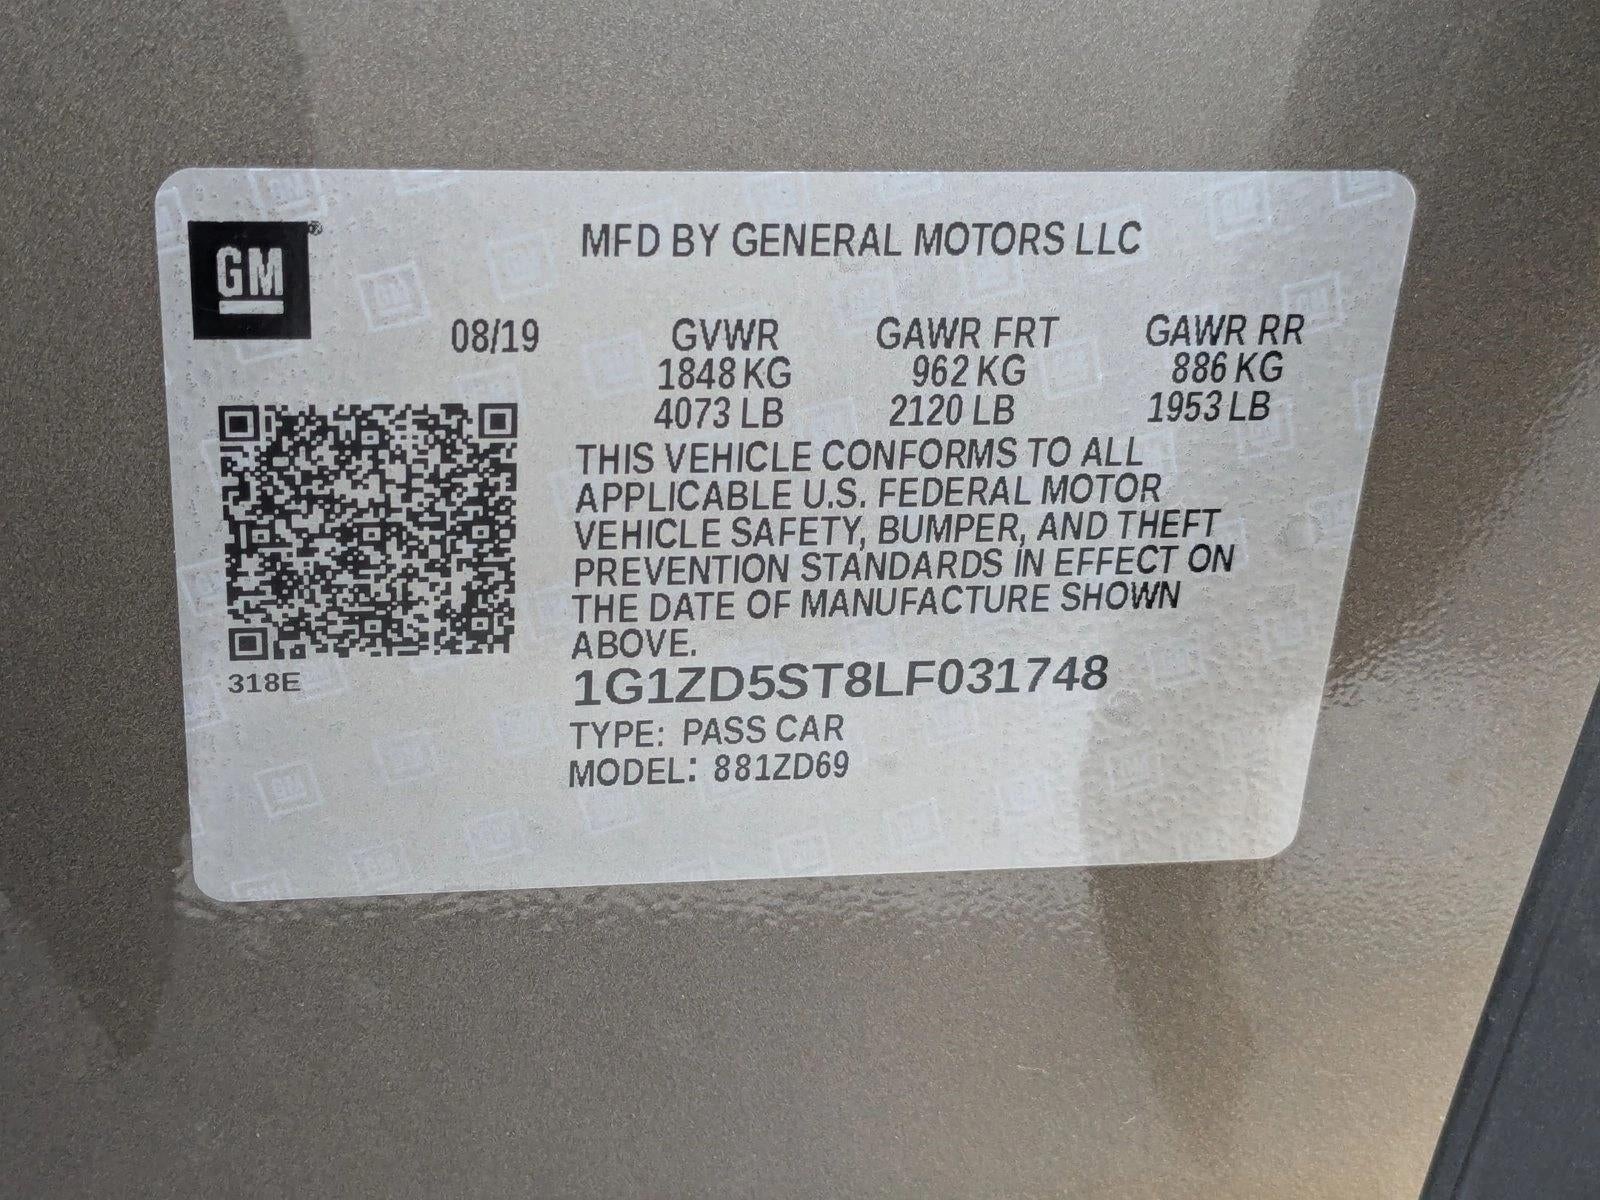 GM®
MFD BY GENERAL MOTORS LLC
08/19 GVWR GAWR FRT GAWR RR
1848 KG 962 KG 886 KG
4073 LB 2120 LB 1953 LB
THIS VEHICLE CONFORMS TO ALL
APPLICABLE U.S. FEDERAL MOTOR
VEHICLE SAFETY, BUMPER, AND THEFT
PREVENTION STANDARDS IN EFFECT ON
THE DATE OF MANUFACTURE SHOWN
ABOVE.
318E
1G1ZD5ST8LF031748
TYPE: PASS CAR
MODEL: 881ZD69